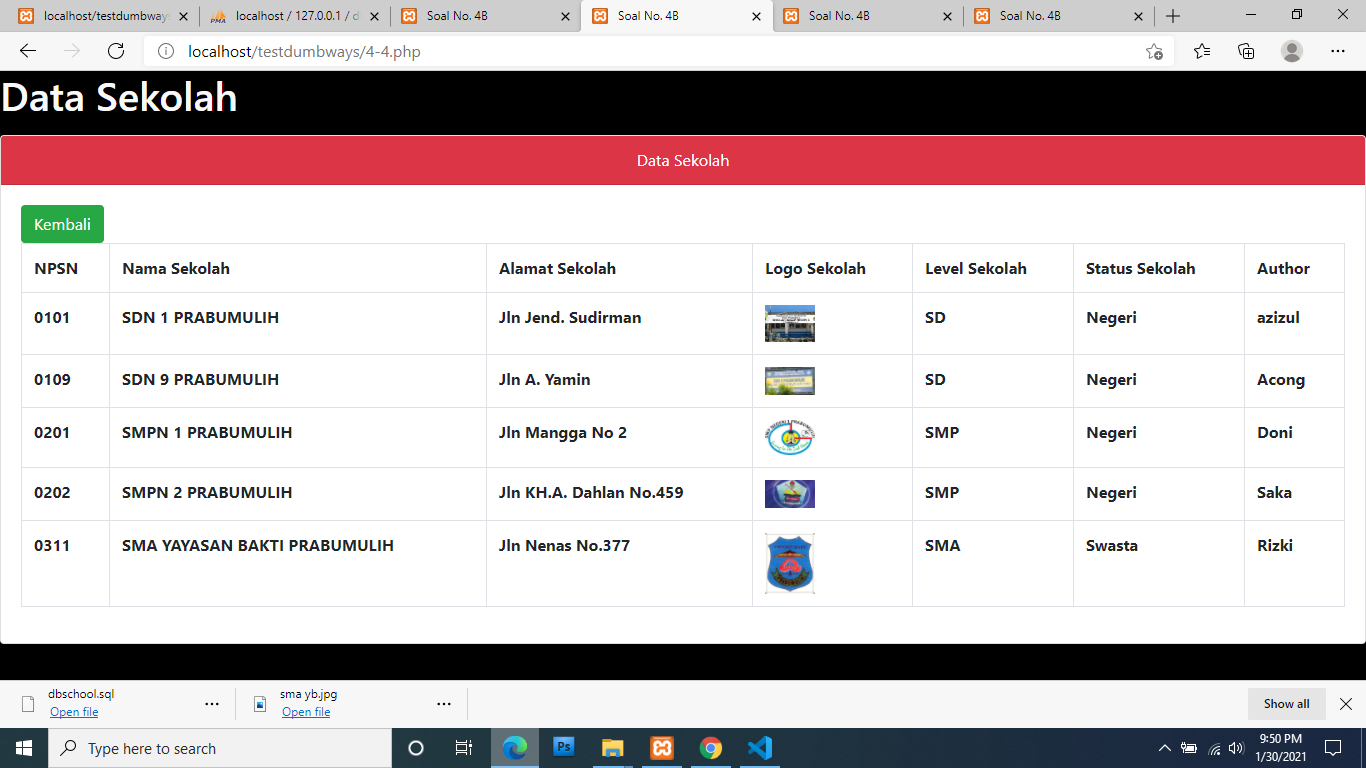 localhost/testdumbways
localhost / 127.0.0.1 / d
Soal No. 4B
Soal No. 4B
Soal No. 4B
Soal No. 4B
localhost/testdumbways/4-4.php
Data Sekolah
Data Sekolah
Kembali
NPSN Nama Sekolah Alamat Sekolah Logo Sekolah Level Sekolah Status Sekolah Author
0101 SDN 1 PRABUMULIH Jln Jend. Sudirman SD Negeri azizul
0109 SDN 9 PRABUMULIH Jln A. Yamin SD Negeri Acong
0201 SMPN 1 PRABUMULIH Jln Mangga No 2 SMP Negeri Doni
0202 SMPN 2 PRABUMULIH Jln KH.A. Dahlan No.459 SMP Negeri Saka
0311 SMA YAYASAN BAKTI PRABUMULIH Jln Nenas No.377 SMA Swasta Rizki
dbschool.sql
Open file
sma yb.jpg
Open file
Show all
Type here to search
Ps
9:50 PM
1/30/2021